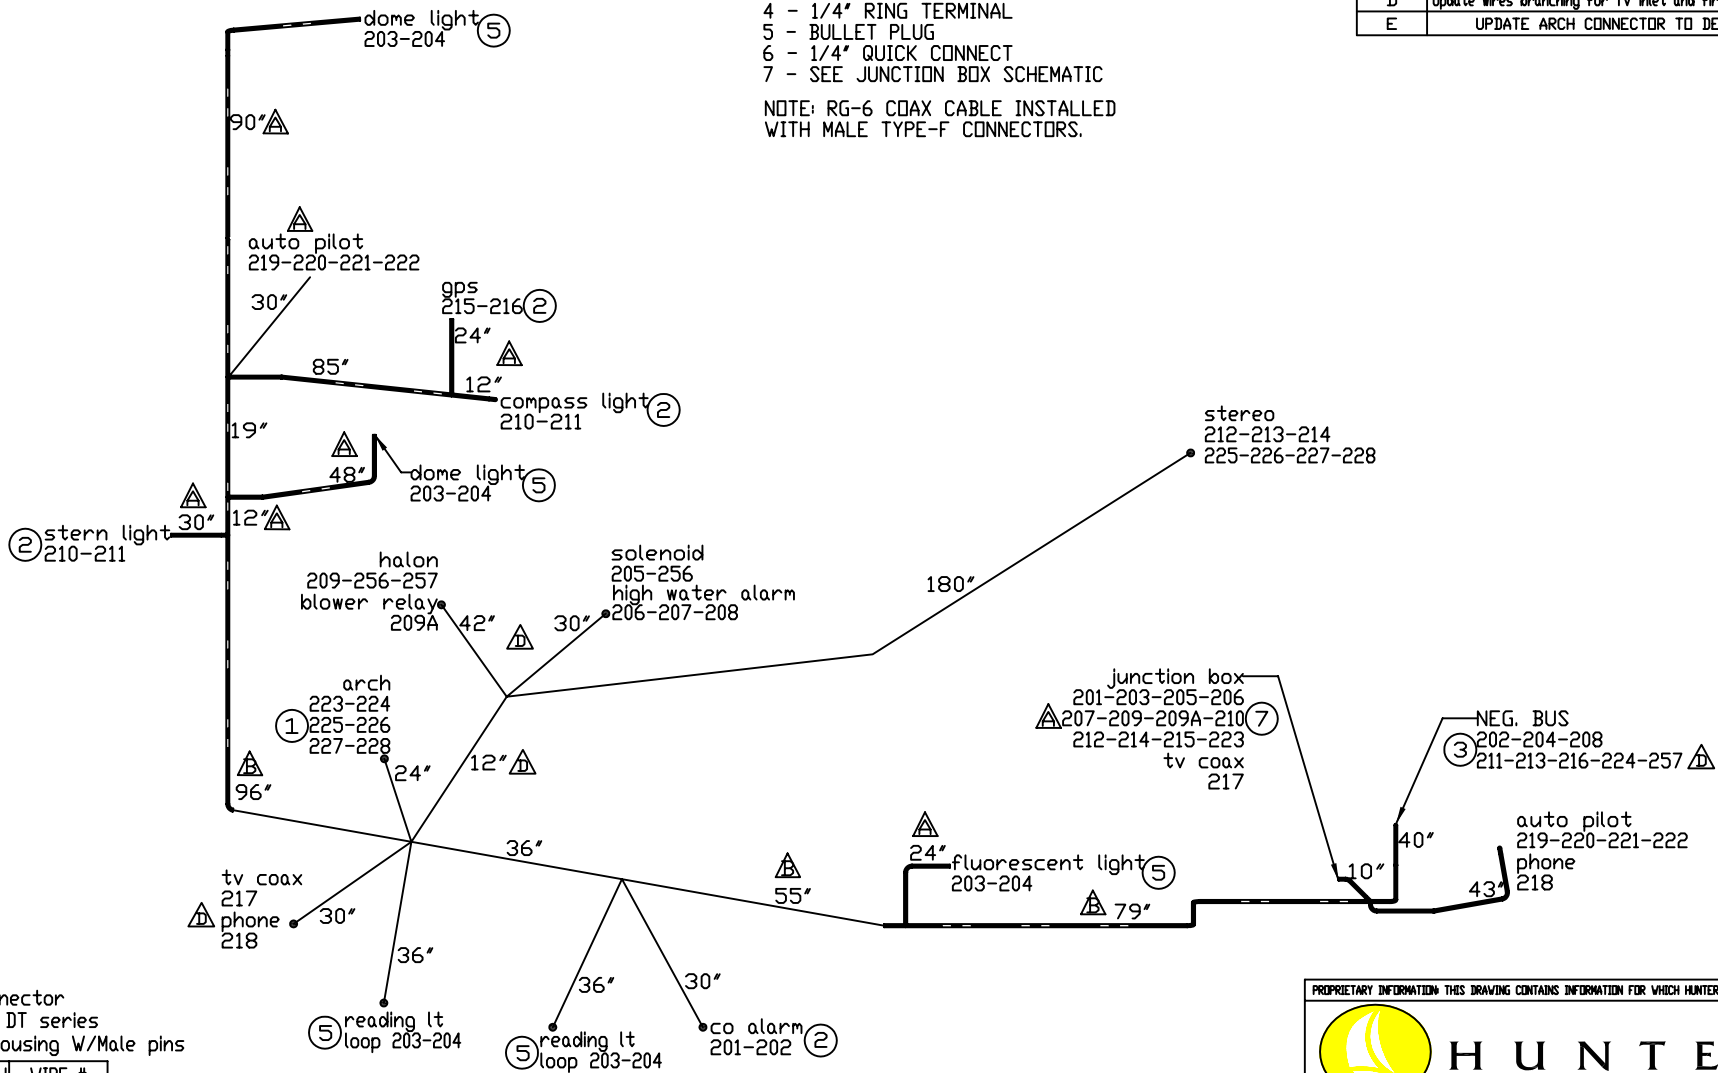 dome light
203-204 5
90" A
A
auto pilot
219-220-221-222
30"
gps
215-216 2
24"
A
85"
12"
compass light 2
210-211
19"
A
48"
dome light 5
203-204
A
30"
12" A
2 stern light
210-211
4 - 1/4" RING TERMINAL
5 - BULLET PLUG
6 - 1/4" QUICK CONNECT
7 - SEE JUNCTION BOX SCHEMATIC
NOTE: RG-6 COAX CABLE INSTALLED
WITH MALE TYPE-F CONNECTORS.
D Update wires branching for TV inlet and
E UPDATE ARCH CONNECTOR TO
stereo
212-213-214
225-226-227-228
180"
halon
209-256-257
blower relay
209A
42"
D
solenoid
205-256
high water alarm
206-207-208
30"
arch
223-224
1 225-226
227-228
24"
12" D
B
96"
36"
tv coax
217
D phone
218
30"
36"
5 reading lt
loop 203-204
36"
5 reading lt
loop 203-204
30"
co alarm 2
201-202
B
55"
A
24"
fluorescent light 5
203-204
B 79"
junction box
201-203-205-206
A 207-209-209A-210 7
212-214-215-223
tv coax
217
NEG. BUS
202-204-208
3 211-213-216-224-257 D
10"
40"
43"
auto pilot
219-220-221-222
phone
218
DT series
W/Male pins
WIRE #
PROPRIETARY INFORMATION: THIS DRAWING CONTAINS INFORMATION FOR WHICH HUNTER
HUNTE